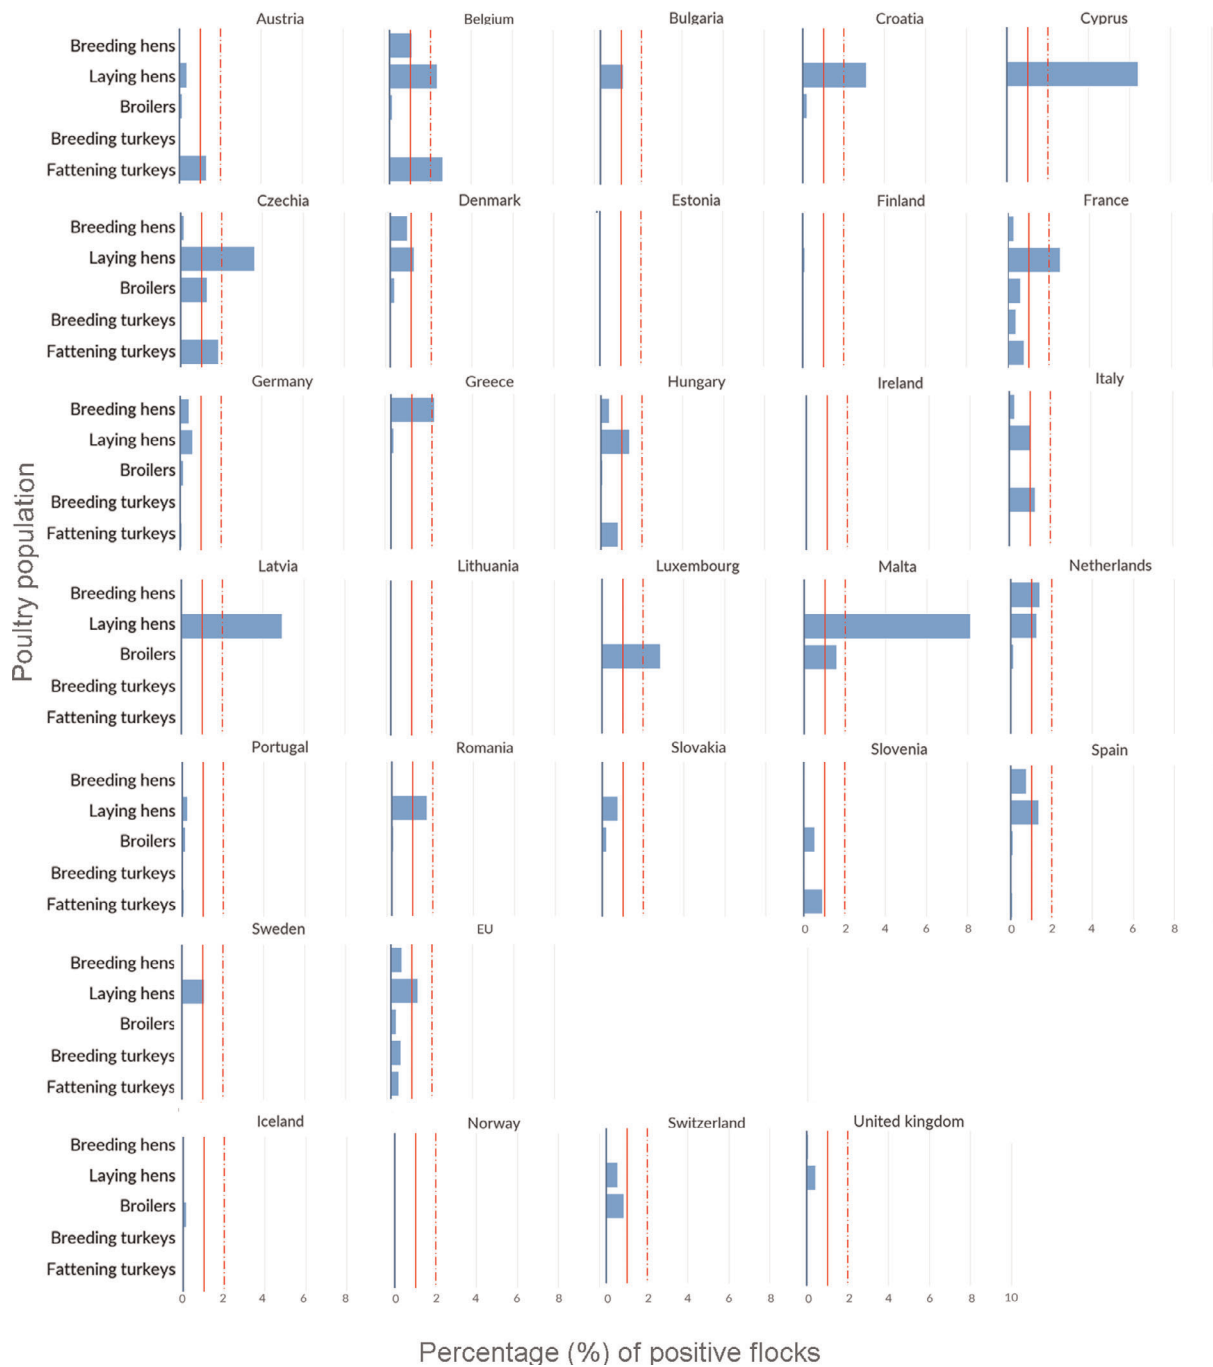 Austria Belgium Bulgaria Croatia Cyprus
Breeding hens
Laying hens
Broilers
Breeding turkeys
Fattening turkeys
Czechia Denmark Estonia Finland France
Breeding hens
Laying hens
Broilers
Breeding turkeys
Fattening turkeys
Germany Greece Hungary Ireland Italy
Breeding hens
Laying hens
Broilers
Breeding turkeys
Fattening turkeys
Poultry population
Latvia Lithuania Luxembourg Malta Netherlands
Breeding hens
Laying hens
Broilers
Breeding turkeys
Fattening turkeys
Portugal Romania Slovakia Slovenia Spain
Breeding hens
Laying hens
Broilers
Breeding turkeys
Fattening turkeys
0 2 4 6 8 0 2 4 6 8
Sweden EU
Breeding hens
Laying hens
Broilers
Breeding turkeys
Fattening turkeys
Iceland Norway Switzerland United kingdom
Breeding hens
Laying hens
Broilers
Breeding turkeys
Fattening turkeys
0 2 4 6 8 0 2 4 6 8 0 2 4 6 8 0 2 4 6 8 10
Percentage (%) of positive flocks